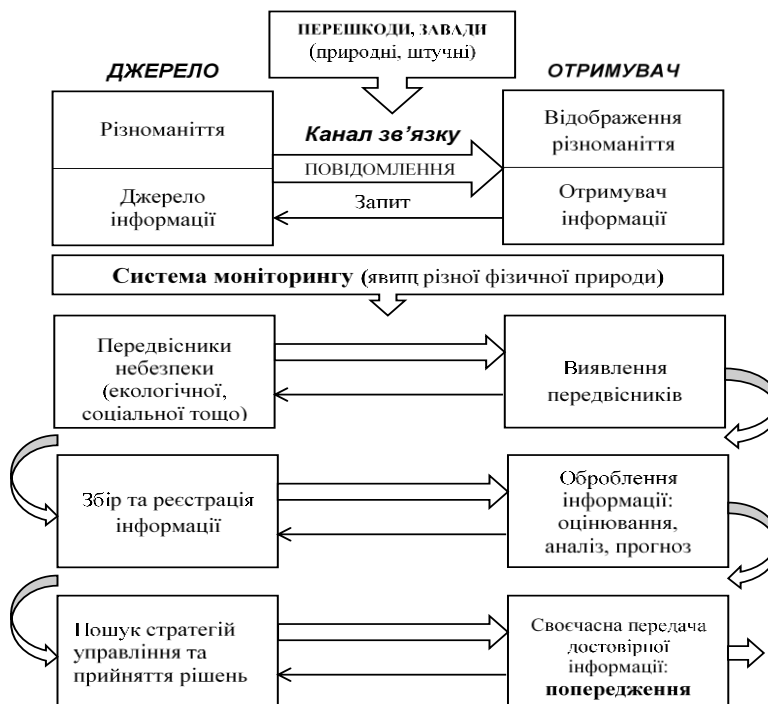 ПЕРЕШКОДИ, ЗАВАДИ
(природні, штучні)
ДЖЕРЕЛО
ОТРИМУВАЧ
Різноманіття
Канал зв’язку
Відображення
різноманіття
ПОВІДОМЛЕННЯ
Джерело
інформації
Запит
Отримувач
інформації
Система моніторингу (явищ різної фізичної природи)
Передвісники
небезпеки
(екологічної,
соціальної тощо)
Виявлення
передвісників
Збір та реєстрація
інформації
Оброблення
інформації:
оцінювання,
аналіз, прогноз
Пошук стратегій
управління та
прийняття рішень
Своєчасна передача
достовірної
інформації:
попередження